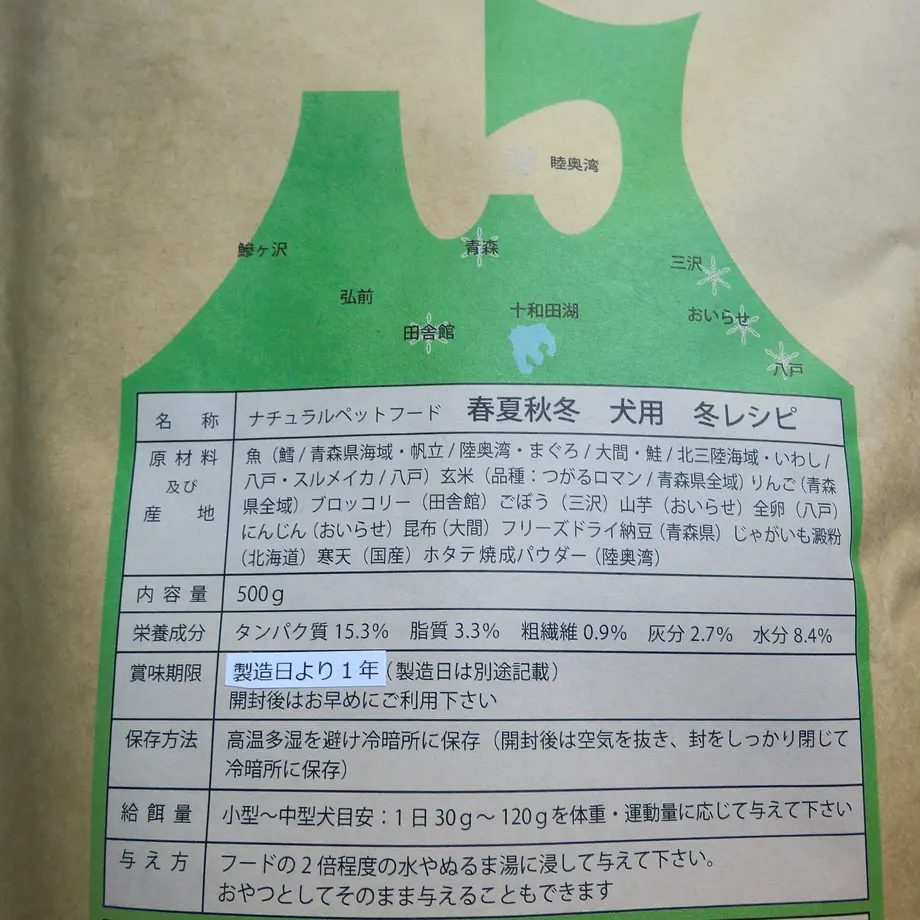 睦奥湾
鰺ヶ沢
青森
三沢
弘前
十和田湖
おいらせ
田舎館
八戸
名 称 ナチュラルペットフード 春夏秋冬 犬用 冬レシピ
原材料及び産地 魚（鱈 / 青森県海域・帆立 / 陸奥湾・まぐろ / 大間・鮭 / 北三陸海域・いわし /
八戸・スルメイカ / 八戸）玄米（品種：つがるロマン / 青森県全域）りんご（青森
県全域）ブロッコリー（田舎館）ごぼう（三沢）山芋（おいらせ）全卵（八戸）
にんじん（おいらせ）昆布（大間）フリーズドライ納豆（青森県）じゃがいも澱粉
（北海道）寒天（国産）ホタテ焼成パウダー（陸奥湾）
内容量 500g
栄養成分 タンパク質 15.3% 脂質 3.3% 粗繊維 0.9% 灰分 2.7% 水分 8.4%
賞味期限 製造日より1年（製造日は別途記載）
開封後はお早めにご利用下さい
保存方法 高温多湿を避け冷暗所に保存（開封後は空気を抜き、封をしっかり閉じて
冷暗所に保存）
給餌量 小型～中型犬目安：1日30g～120gを体重・運動量に応じて与えて下さい
与え方 フードの2倍程度の水やぬるま湯に浸して与えて下さい。
おやつとしてそのまま与えることもできます